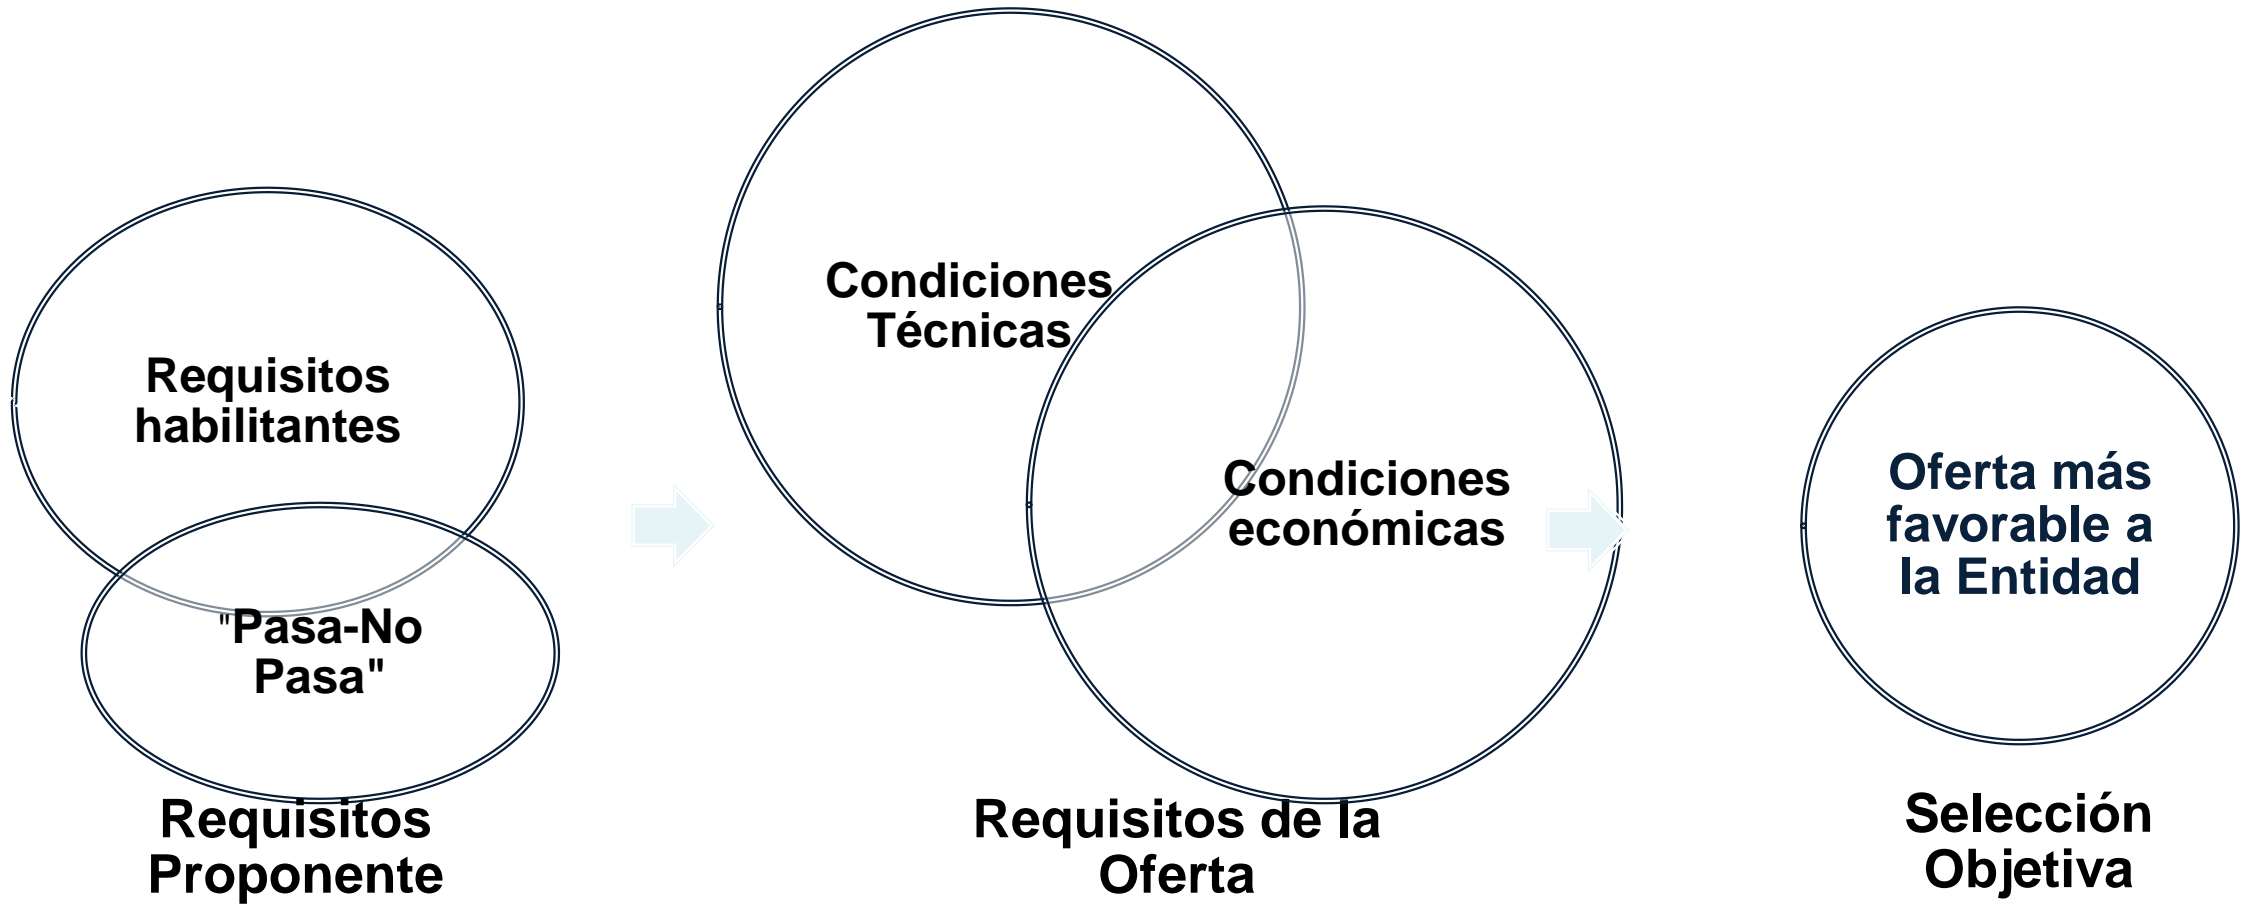 Requisitos
habilitantes
"Pasa-No
Pasa"
Requisitos
Proponente
Condiciones
Técnicas
Condiciones
económicas
Requisitos de la
Oferta
Oferta más
favorable a
la Entidad
Selección
Objetiva